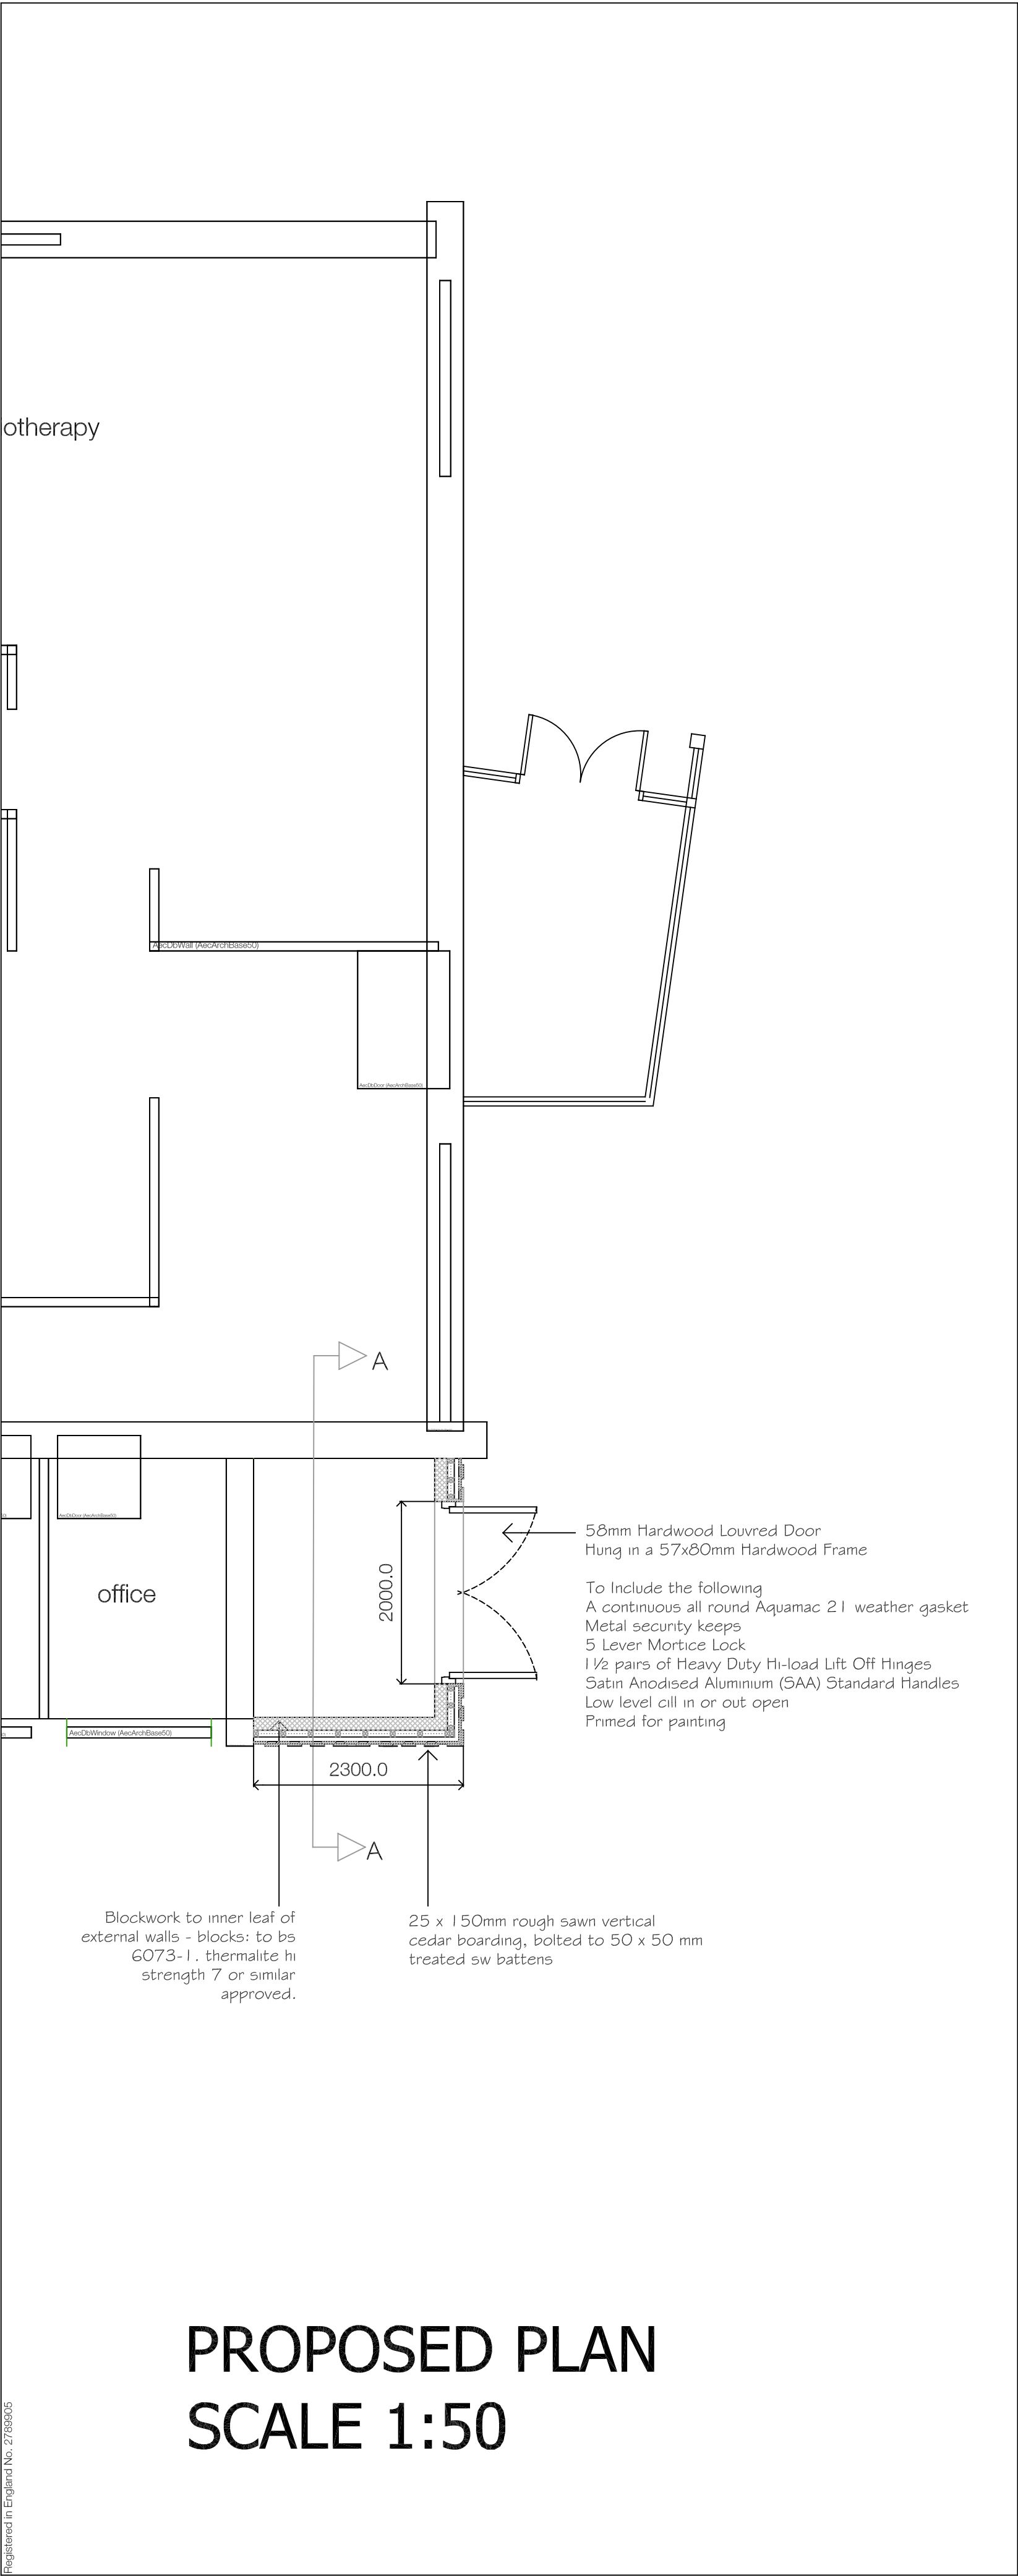 otherapy
AecDbWall (AecArchBase50)
AecDbDoor (AecArchBase50)
A
AecDbDoor (AecArchBase50)
office
2000.0
58mm Hardwood Louvred Door
Hung in a 57x80mm Hardwood Frame
To Include the following
A continuous all round Aquamac 21 weather gasket
Metal security keeps
5 Lever Mortice Lock
1½ pairs of Heavy Duty Hi-load Lift Off Hinges
Satin Anodised Aluminium (SAA) Standard Handles
Low level cill in or out open
Primed for painting
AecDbWindow (AecArchBase50)
2300.0
A
Blockwork to inner leaf of
external walls - blocks: to bs
6073-1. thermalite hi
strength 7 or similar
approved.
25 x 150mm rough sawn vertical
cedar boarding, bolted to 50 x 50 mm
treated sw battens
PROPOSED PLAN
SCALE 1:50
Registered in England No. 2789905